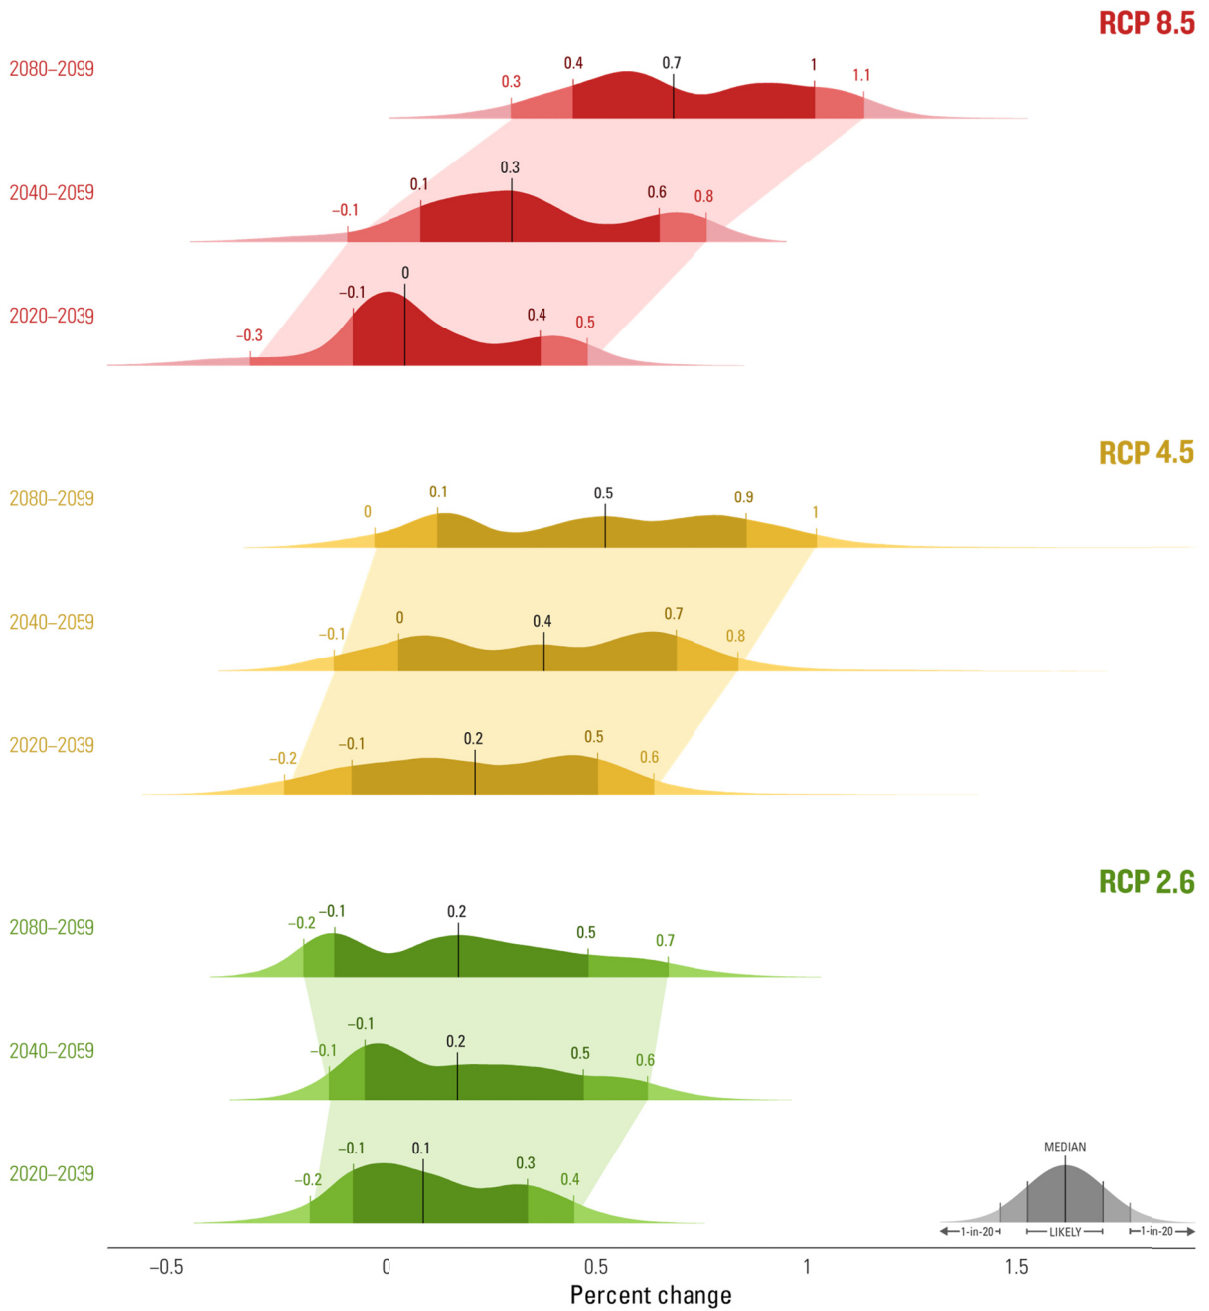 RCP 8.5
2080–2099
0.3 0.4 0.7 1 1.1
2040–2059
−0.1 0.1 0.3 0.6 0.8
2020–2039
−0.3 −0.1 0 0.4 0.5
RCP 4.5
2080–2099
0 0.1 0.5 0.9 1
2040–2059
−0.1 0 0.4 0.7 0.8
2020–2039
−0.2 −0.1 0.2 0.5 0.6
RCP 2.6
2080–2099
−0.2 −0.1 0.2 0.5 0.7
2040–2059
−0.1 −0.1 0.2 0.5 0.6
2020–2039
−0.2 −0.1 0.1 0.3 0.4
MEDIAN
1-in-20 LIKELY 1-in-20
−0.5 0 0.5 1 1.5
Percent change